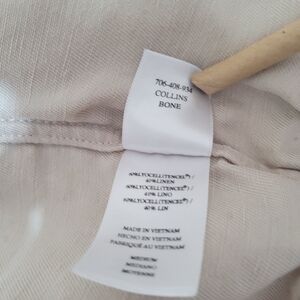 706-408-934
COLLINS
BONE
60%LYOCELL(TENCEL®) /
40%LINEN
60%LYOCELL(TENCEL®) /
40% LINO
60%LYOCELL(TENCEL®) /
40% LIN
MADE IN VIETNAM
HECHO EN VIETNAM
FABRIQUÉ AU VIETNAM
MEDIUM
MEDIANO
MOYENNE